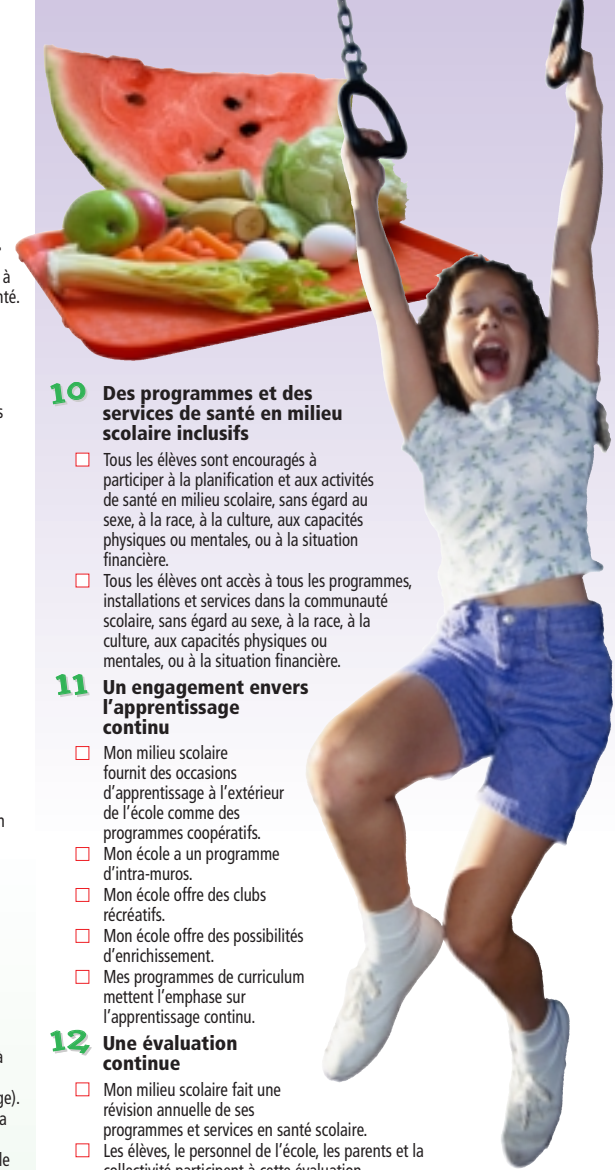 à
nté.
s
n
a
ge).
a
le
10 Des programmes et des
services de santé en milieu
scolaire inclusifs
□ Tous les élèves sont encouragés à
participer à la planification et aux activités
de santé en milieu scolaire, sans égard au
sexe, à la race, à la culture, aux capacités
physiques ou mentales, ou à la situation
financière.
□ Tous les élèves ont accès à tous les programmes,
installations et services dans la communauté
scolaire, sans égard au sexe, à la race, à la
culture, aux capacités physiques ou
mentales, ou à la situation financière.
11 Un engagement envers
l’apprentissage
continu
□ Mon milieu scolaire
fournit des occasions
d’apprentissage à l’extérieur
de l’école comme des
programmes coopératifs.
□ Mon école a un programme
d’intra-muros.
□ Mon école offre des clubs
récréatifs.
□ Mon école offre des possibilités
d’enrichissement.
□ Mes programmes de curriculum
mettent l’emphase sur
l’apprentissage continu.
12 Une évaluation
continue
□ Mon milieu scolaire fait une
révision annuelle de ses
programmes et services en santé scolaire.
□ Les élèves, le personnel de l’école, les parents et la
collectivité participent à cette évaluation